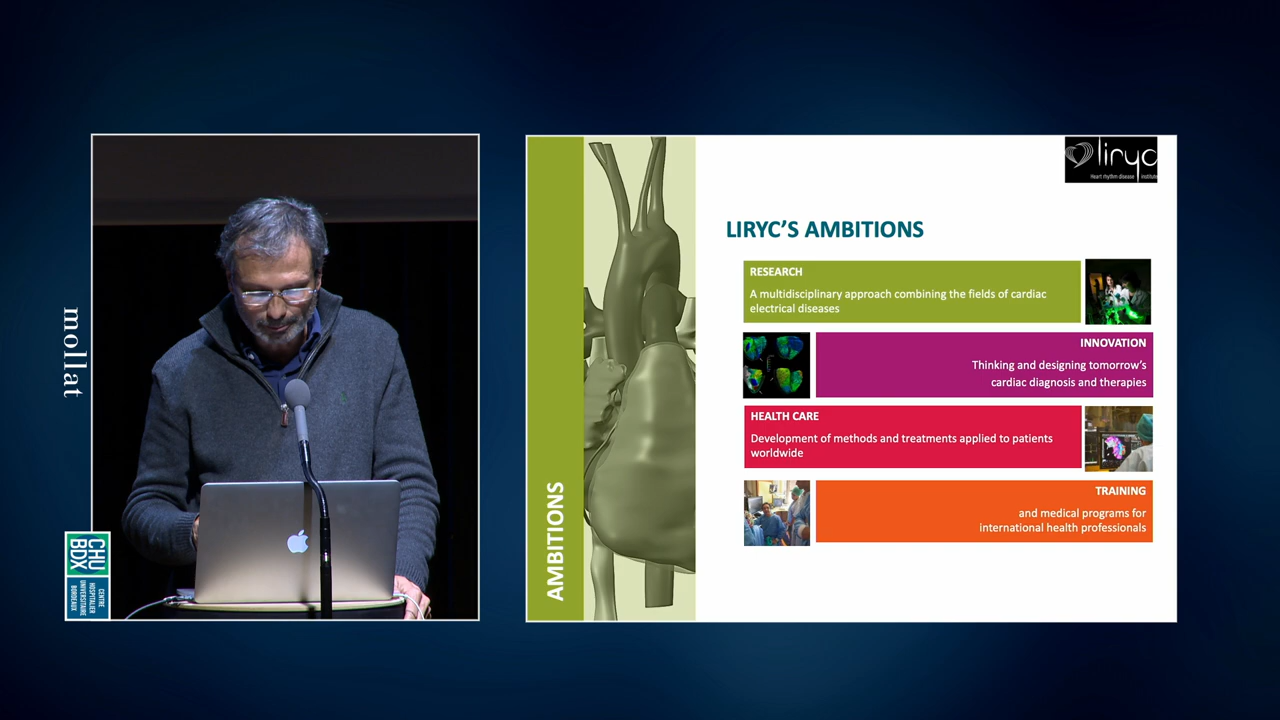 mollat
CHU
BDX
CENTRE
HOSPITALIER
UNIVERSITAIRE
BORDEAUX
AMBITIONS
liryc
Heart rhythm disease institute
LIRYC'S AMBITIONS
RESEARCH
A multidisciplinary approach combining the fields of cardiac
electrical diseases
INNOVATION
Thinking and designing tomorrow's
cardiac diagnosis and therapies
HEALTH CARE
Development of methods and treatments applied to patients
worldwide
TRAINING
and medical programs for
international health professionals